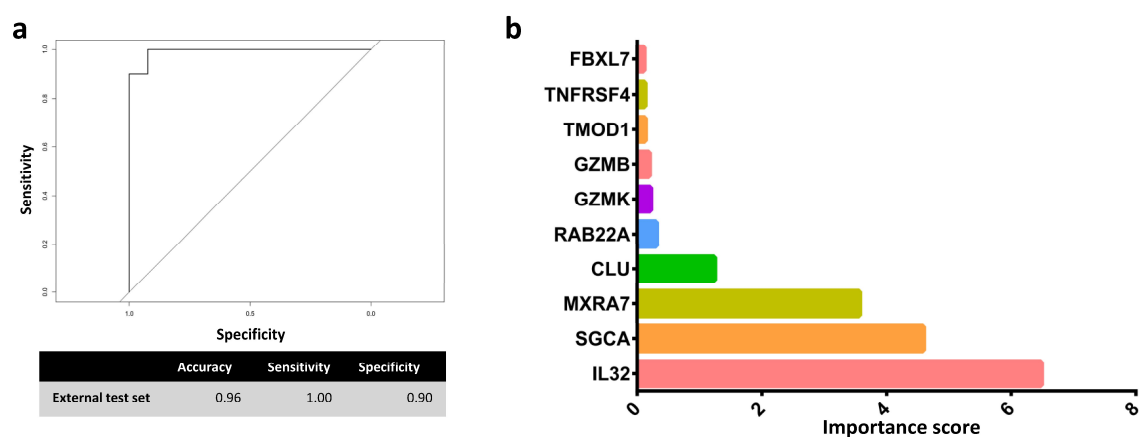 a
1.0
0.8
0.6
0.4
0.2
0.0
Sensitivity
1.0 0.5 0.0
Specificity
Accuracy Sensitivity Specificity
External test set 0.96 1.00 0.90
b
FBXL7
TNFRSF4
TMOD1
GZMB
GZMK
RAB22A
CLU
MXRA7
SGCA
IL32
0 2 4 6 8
Importance score